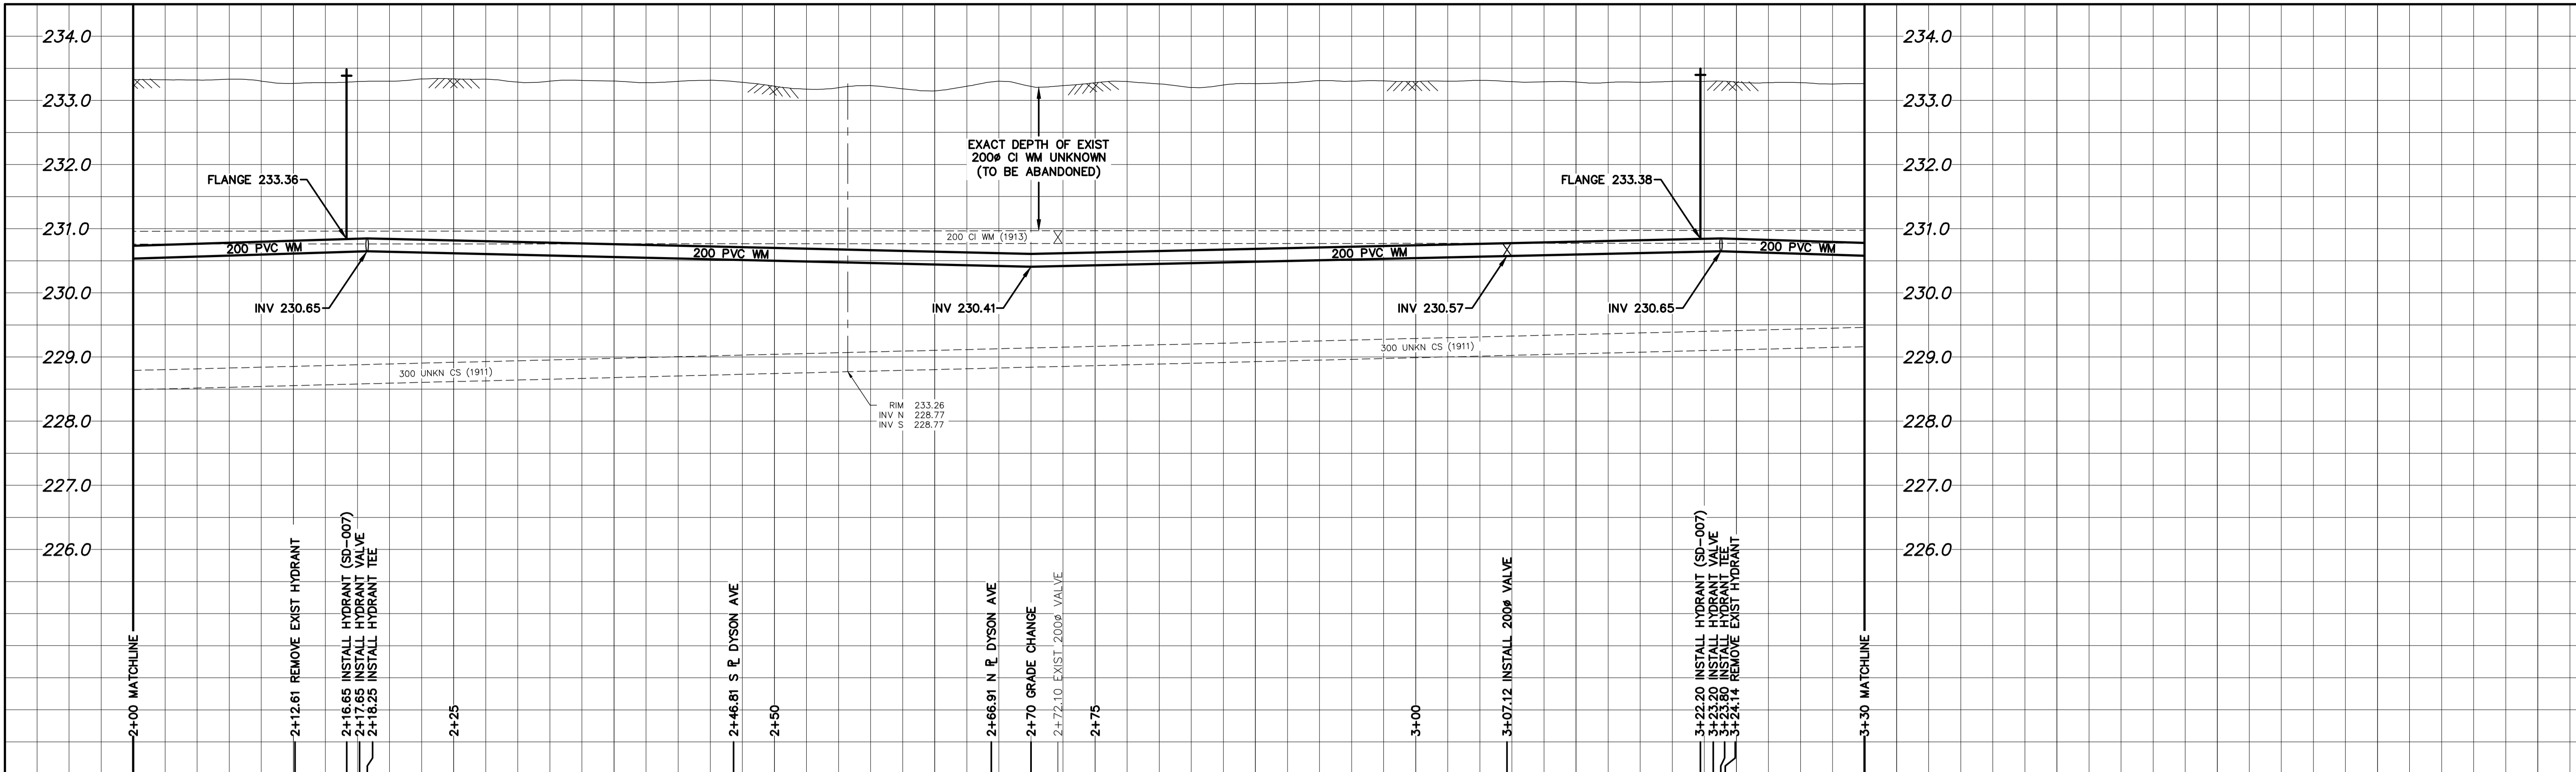 234.0
234.0
233.0
233.0
EXACT DEPTH OF EXIST
200ø CI WM UNKNOWN
(TO BE ABANDONED)
232.0
232.0
FLANGE 233.36
FLANGE 233.38
231.0
231.0
200 CI WM (1913)
200 PVC WM
200 PVC WM
200 PVC WM
200 PVC WM
230.0
230.0
INV 230.65
INV 230.41
INV 230.57
INV 230.65
229.0
229.0
300 UNKN CS (1911)
300 UNKN CS (1911)
RIM 233.26
INV N 228.77
INV S 228.77
228.0
228.0
227.0
227.0
226.0
226.0
2+00 MATCHLINE
2+12.61 REMOVE EXIST HYDRANT
2+16.65 INSTALL HYDRANT (SD-007)
2+17.65 INSTALL HYDRANT VALVE
2+18.25 INSTALL HYDRANT TEE
2+25
2+46.81 S ⅊ DYSON AVE
2+50
2+66.91 N ⅊ DYSON AVE
2+70 GRADE CHANGE
2+72.10 EXIST 200ø VALVE
2+75
3+00
3+07.12 INSTALL 200ø VALVE
3+22.20 INSTALL HYDRANT (SD-007)
3+23.20 INSTALL HYDRANT VALVE
3+23.80 INSTALL HYDRANT TEE
3+24.14 REMOVE EXIST HYDRANT
3+30 MATCHLINE